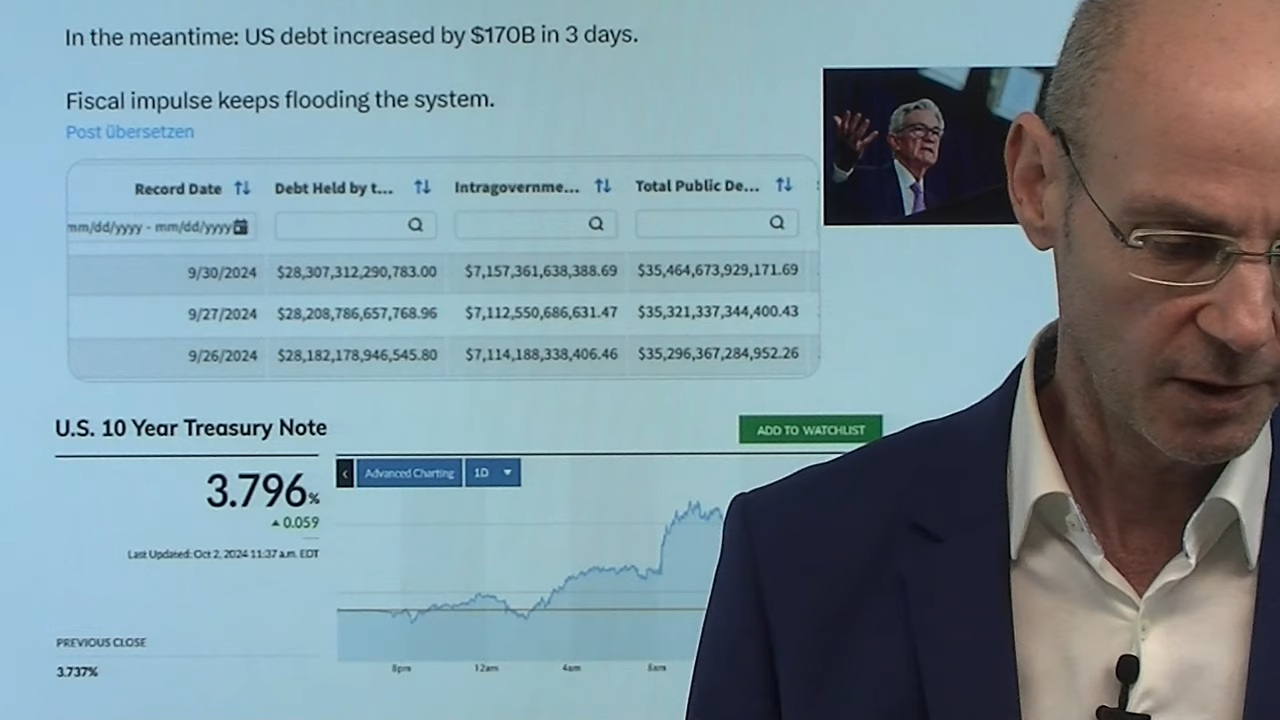 In the meantime: US debt increased by $170B in 3 days.
Fiscal impulse keeps flooding the system.
Post übersetzen
Record Date Debt Held by t... Intragovernme... Total Public De...
mm/dd/yyyy - mm/dd/yyyy
9/30/2024 $28,307,312,290,783.00 $7,157,361,638,388.69 $35,464,673,929,171.69
9/27/2024 $28,208,786,657,768.96 $7,112,550,686,631.47 $35,321,337,344,400.43
9/26/2024 $28,182,178,946,545.80 $7,114,188,338,406.46 $35,296,367,284,952.26
U.S. 10 Year Treasury Note
ADD TO WATCHLIST
Advanced Charting 1D
3.796%
▲0.059
Last Updated: Oct 2, 2024 11:37 a.m. EDT
PREVIOUS CLOSE
3.737%
8pm 12am 4am 8am